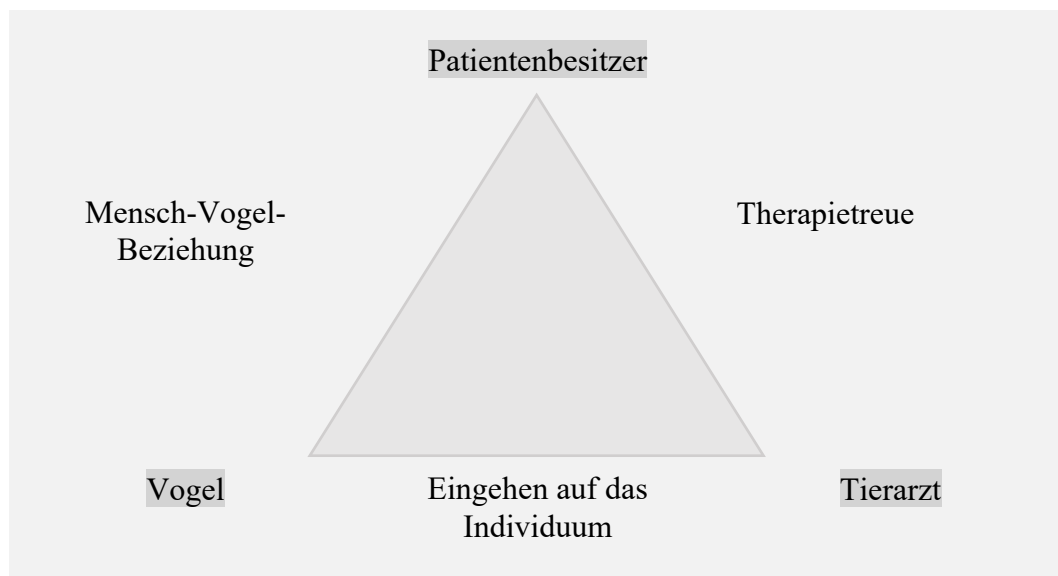 Patientenbesitzer
Mensch-Vogel-
Beziehung
Therapietreue
Vogel
Eingehen auf das
Individuum
Tierarzt